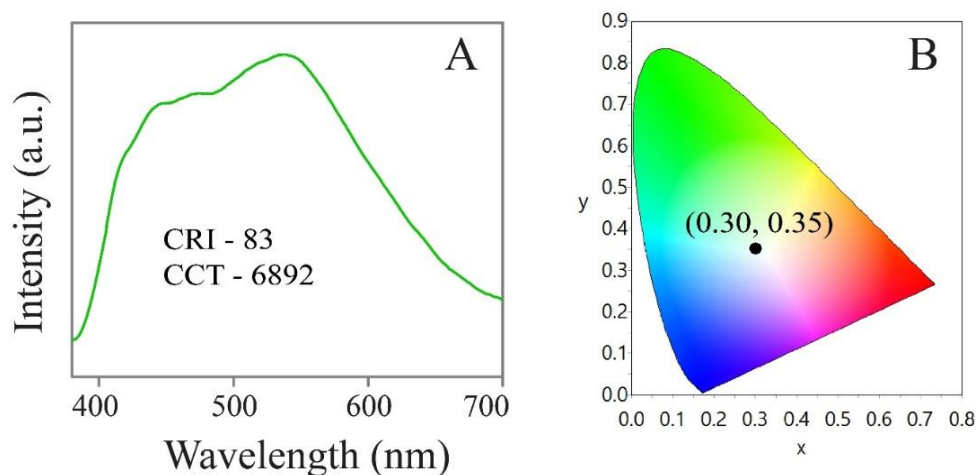 A
Intensity (a.u.)
CRI - 83
CCT - 6892
400 500 600 700
Wavelength (nm)
B
0.9
0.8
0.7
0.6
0.5
y
0.4
(0.30, 0.35)
0.3
0.2
0.1
0.0
0.0 0.1 0.2 0.3 0.4 0.5 0.6 0.7 0.8
x